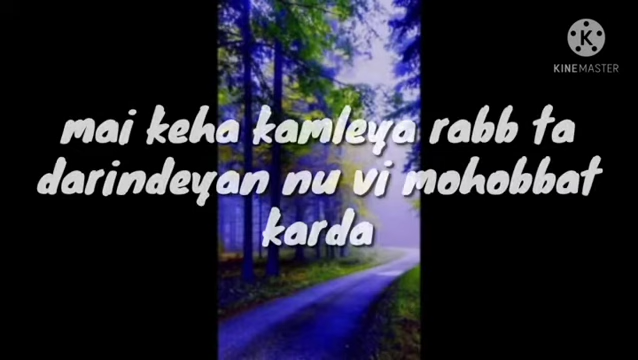 K
KINEMASTER
mai keha kamleya rabb ta
darindeyan nu vi mohobbat
karda